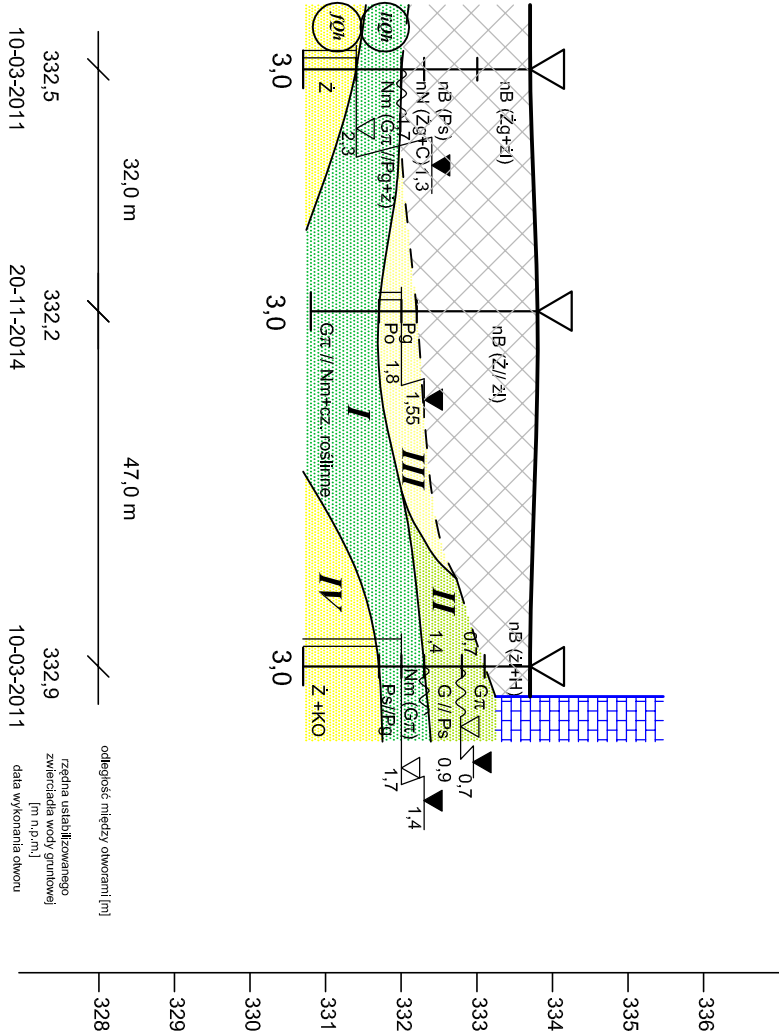 nB (Żg+żl)
nB (Ps)
nN (Żg+C)
1,3
1,7
Nm (Gπ //Pg+ż)
2,3
Ż
3,0
liQh
fQh
nB (Ż// żl)
Pg
Po
1,8
1,55
III
I
Gπ // Nm+cz. roślinne
3,0
nB (żl+H)
Gπ
0,7
0,7
II
G // Ps
0,9
1,4
Nm (Gπ)
1,4
1,7
Ps//Pg
IV
Ż +KO
3,0
32,0 m
47,0 m
odległość między otworami [m]
332,5
332,2
332,9
rzędna ustabilizowanego
zwierciadła wody gruntowej
[m n.p.m.]
10-03-2011
20-11-2014
10-03-2011
data wykonania otworu
336
335
334
333
332
331
330
329
328